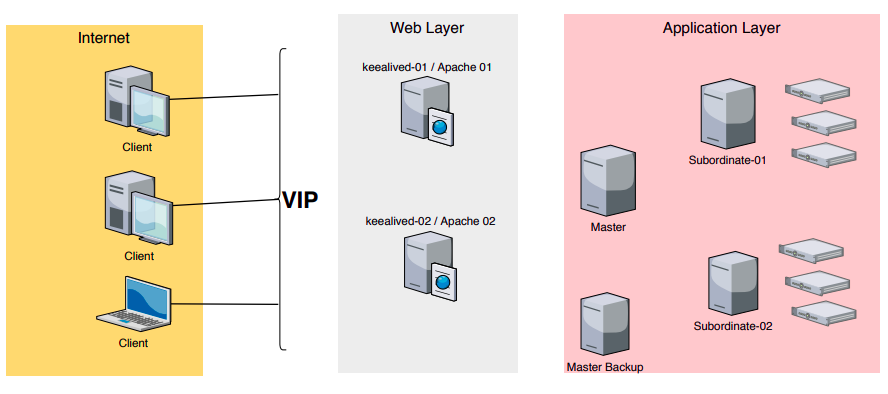 Internet
Client
Client
Client
VIP
Web Layer
keealived-01 / Apache 01
keealived-02 / Apache 02
Application Layer
Subordinate-01
Master
Subordinate-02
Master Backup